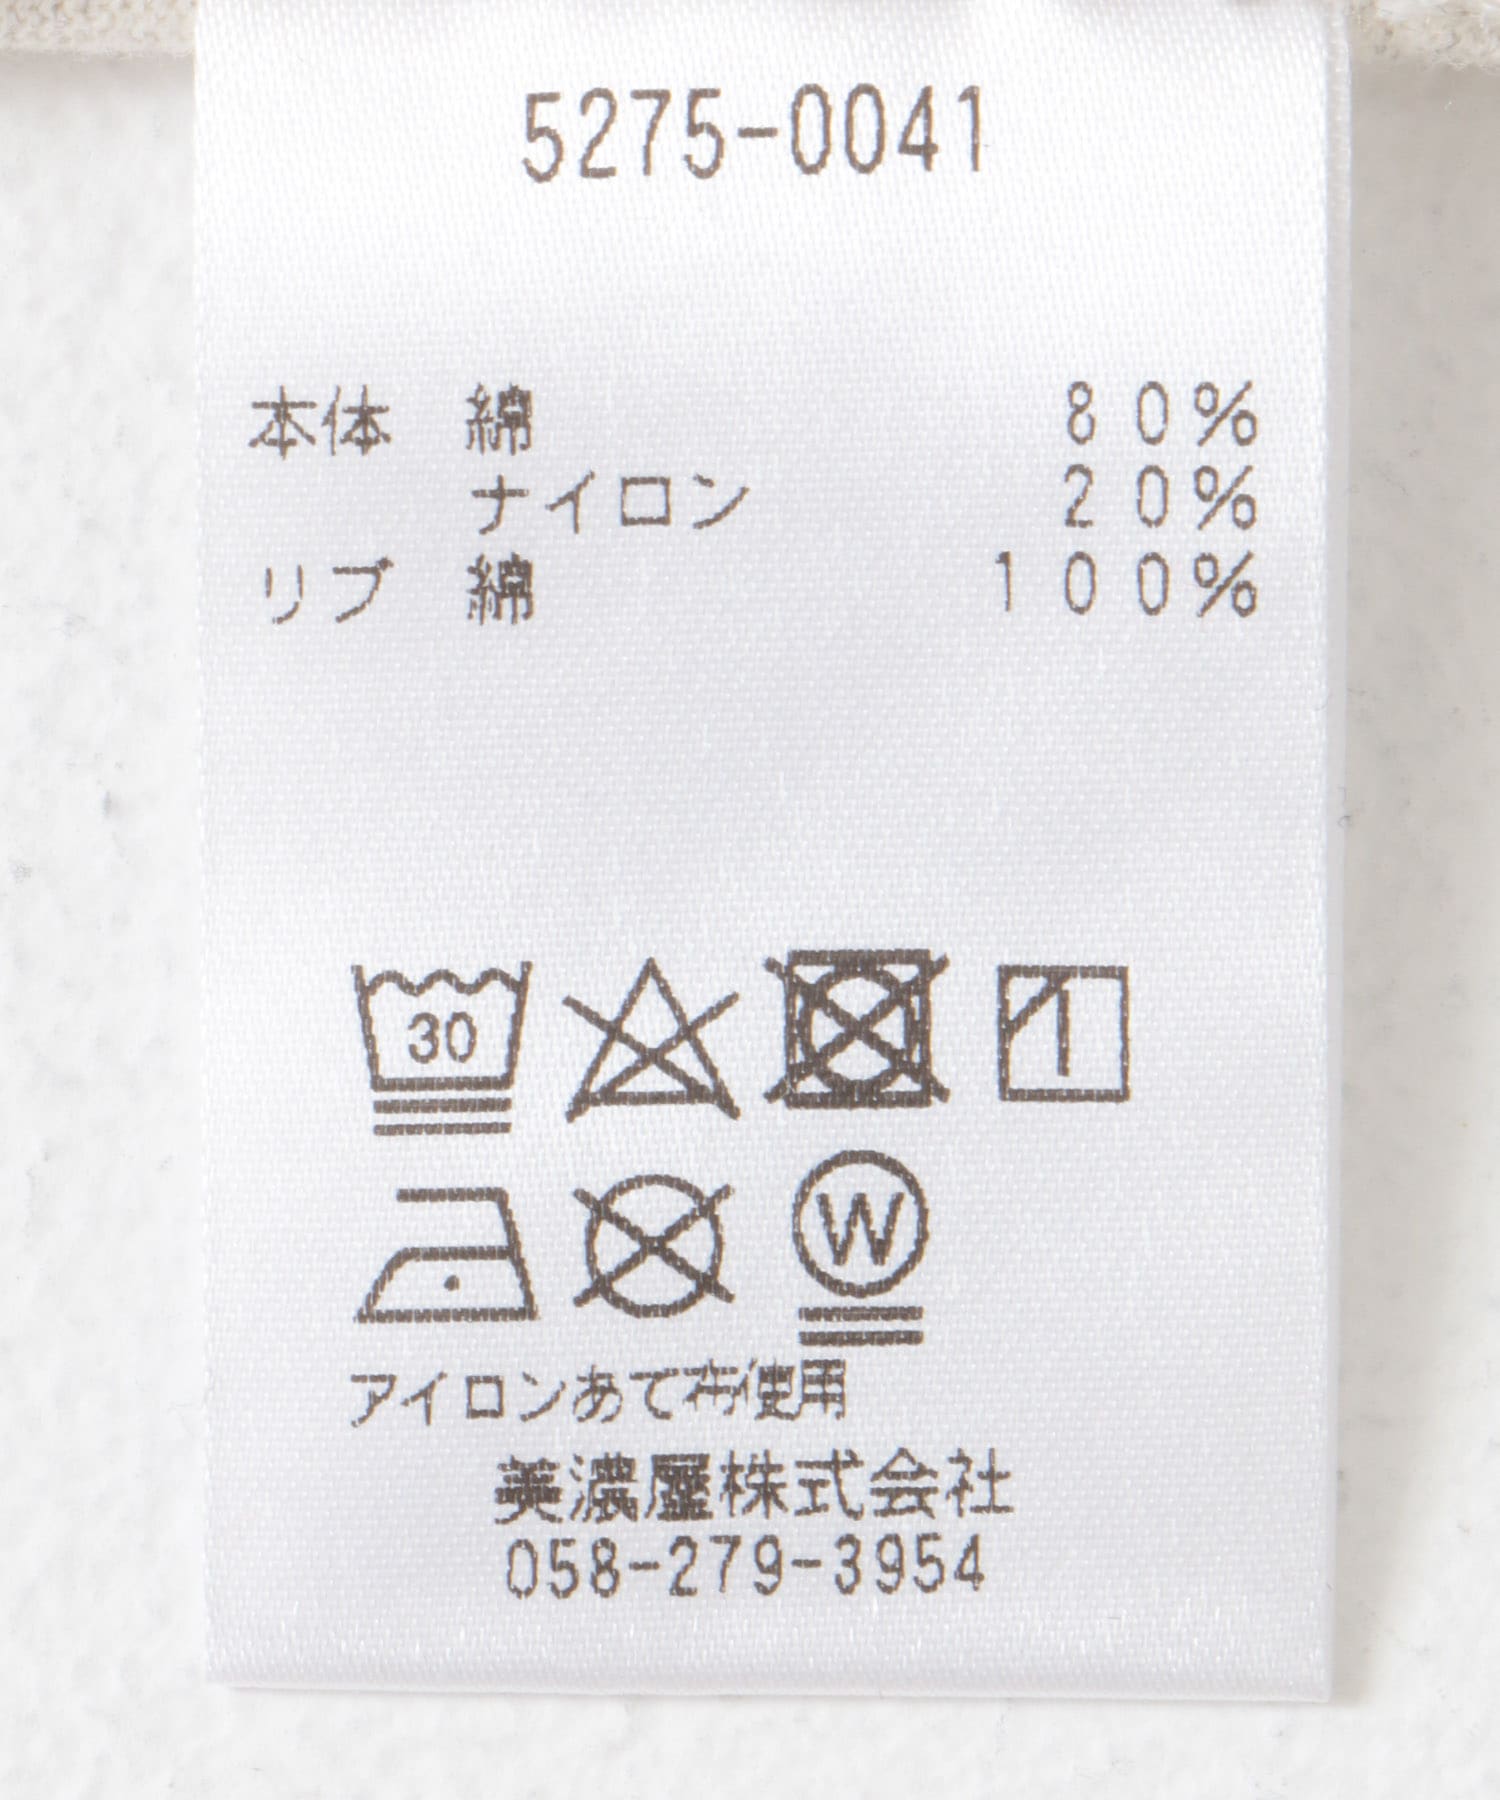 5275-0041
本体 綿 80%
ナイロン 20%
リブ 綿 100%
30
W
アイロンあて布使用
美濃屋株式会社
058-279-3954